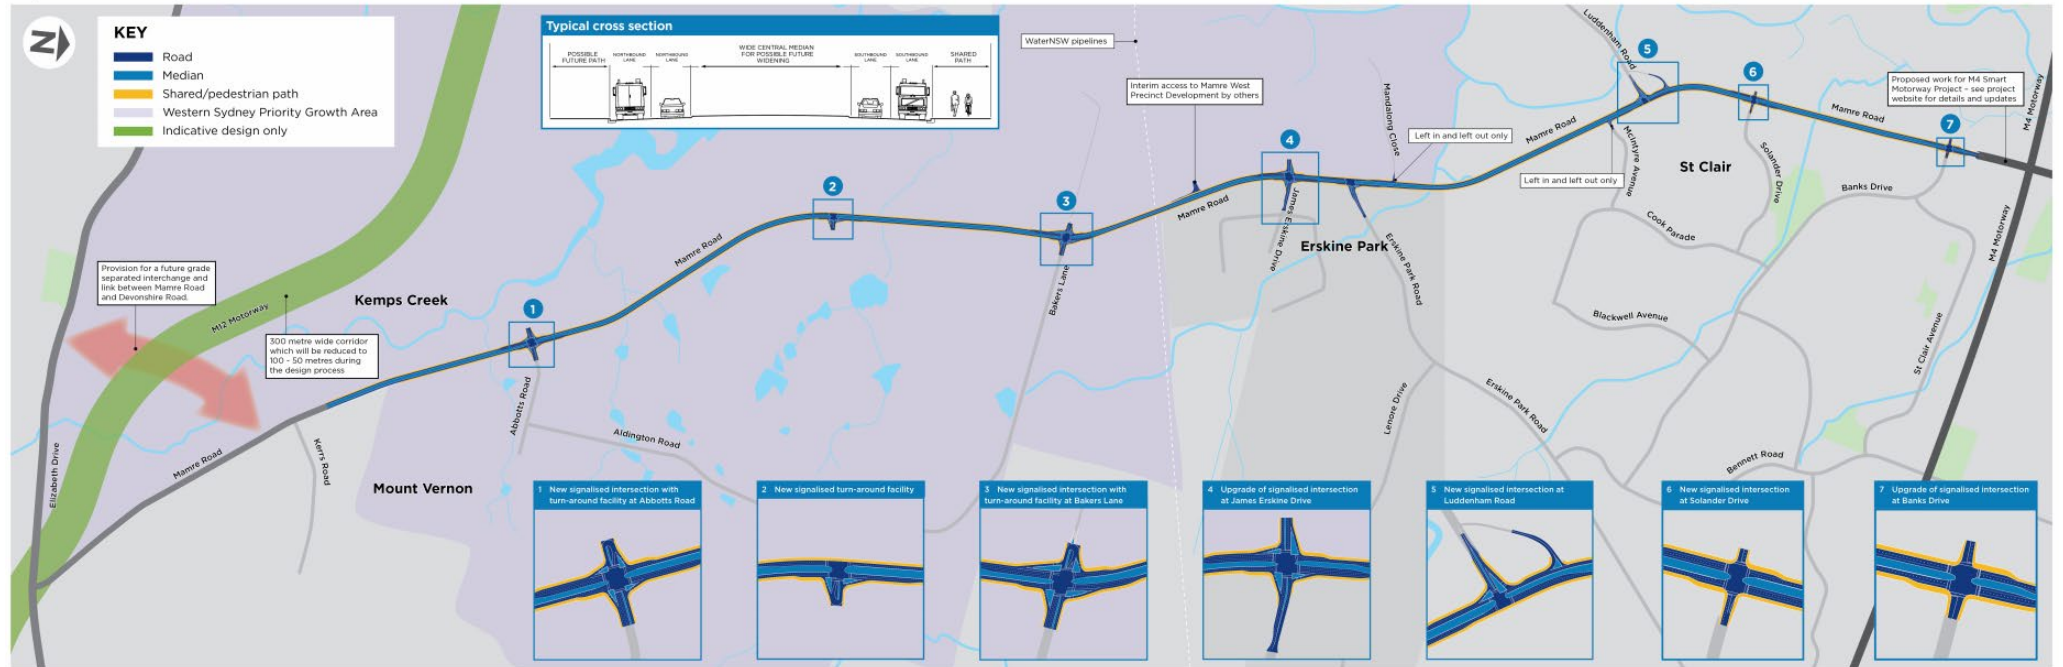 N
KEY
Road
Median
Shared/pedestrian path
Western Sydney Priority Growth Area
Indicative design only
Typical cross section
POSSIBLE
FUTURE PATH
NORTHBOUND
LANE
NORTHBOUND
LANE
WIDE CENTRAL MEDIAN
FOR POSSIBLE FUTURE
WIDENING
SOUTHBOUND
LANE
SOUTHBOUND
LANE
SHARED
PATH
WaterNSW pipelines
Interim access to Mamre West
Precinct Development by others
Mandalong Close
Left in and left out only
Luddenham Road
5
6
7
Mamre Road
Proposed work for M4 Smart
Motorway Project – see project
website for details and updates
M4 Motorway
Mamre Road
McIntyre Avenue
Left in and left out only
St Clair
Solander Drive
Banks Drive
Cook Parade
M4 Motorway
Blackwell Avenue
St Clair Avenue
4
James Erskine Drive
Erskine Park
Erskine Park Road
Mamre Road
3
Bakers Lane
2
Mamre Road
1
Abbotts Road
Aldington Road
Kemps Creek
Provision for a future grade
separated interchange and
link between Mamre Road
and Devonshire Road.
M12 Motorway
300 metre wide corridor
which will be reduced to
100 - 50 metres during
the design process
Elizabeth Drive
Mamre Road
Kerrs Road
Mount Vernon
Lenore Drive
Erskine Park Road
Bennett Road
1 New signalised intersection with
turn-around facility at Abbotts Road
2 New signalised turn-around facility
3 New signalised intersection with
turn-around facility at Bakers Lane
4 Upgrade of signalised intersection
at James Erskine Drive
5 New signalised intersection at
Luddenham Road
6 New signalised intersection
at Solander Drive
7 Upgrade of signalised intersection
at Banks Drive